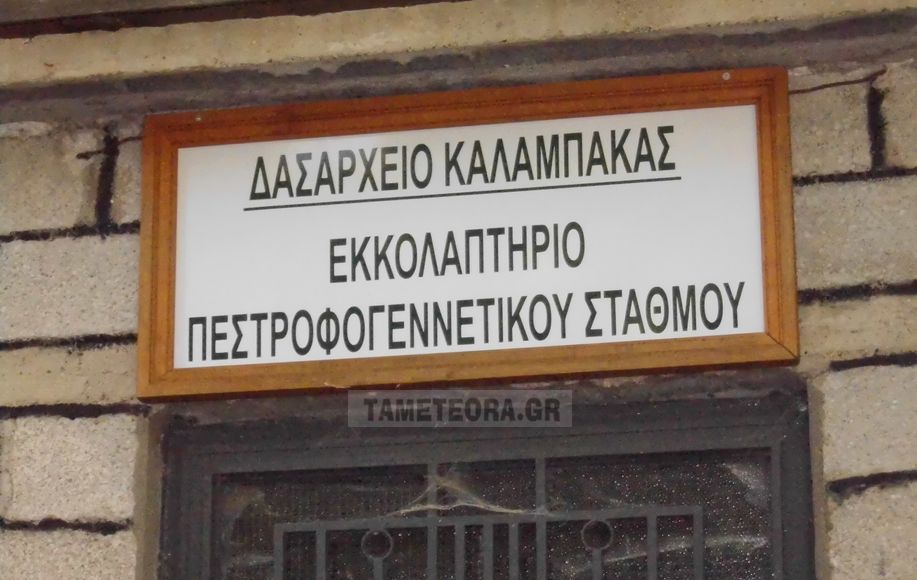 ΔΑΣΑΡΧΕΙΟ ΚΑΛΑΜΠΑΚΑΣ
ΕΚΚΟΛΑΠΤΗΡΙΟ
ΠΕΣΤΡΟΦΟΓΕΝΝΕΤΙΚΟΥ ΣΤΑΘΜΟΥ
TAMETEORA.GR